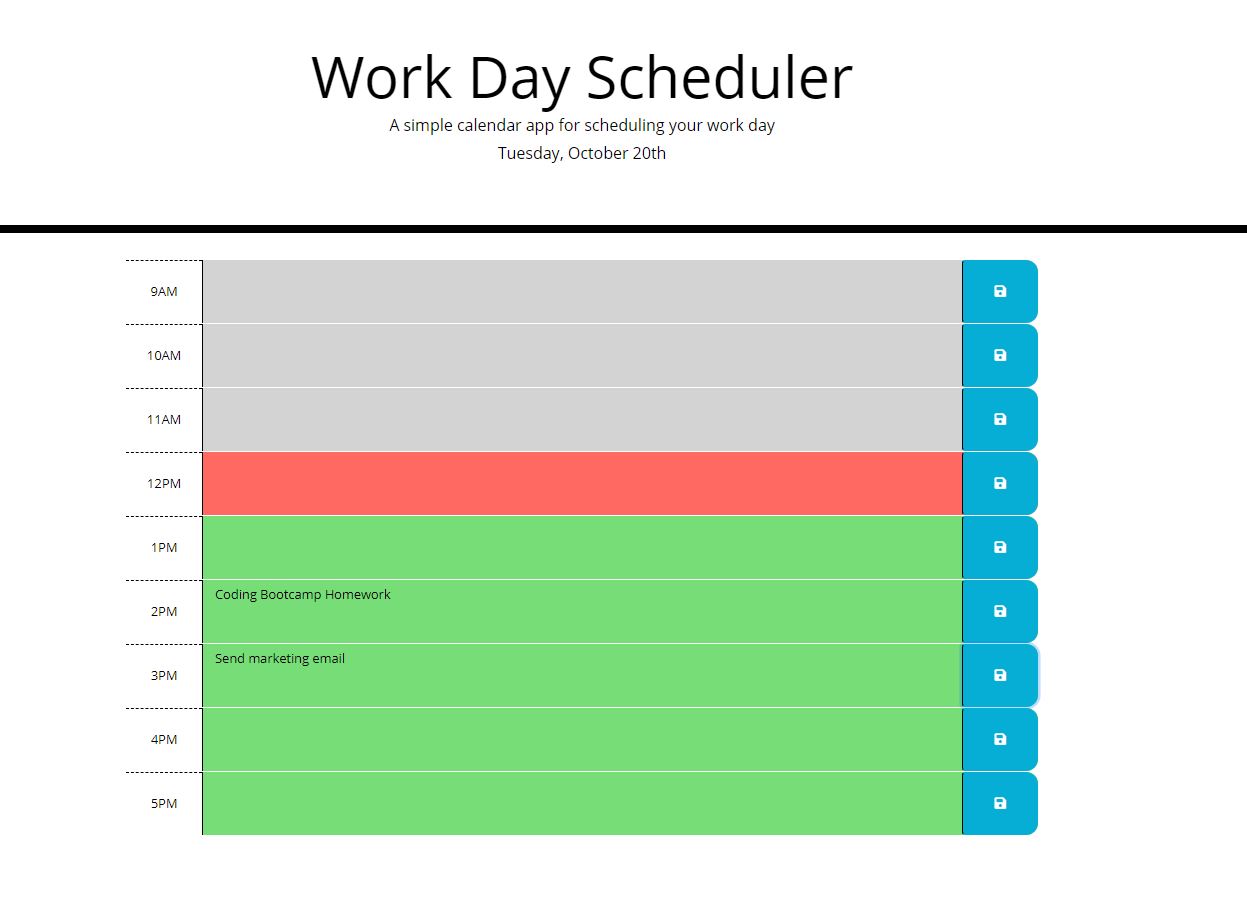 Work Day Scheduler
A simple calendar app for scheduling your work day
Tuesday, October 20th
9AM
10AM
11AM
12PM
1PM
2PM Coding Bootcamp Homework
3PM Send marketing email
4PM
5PM